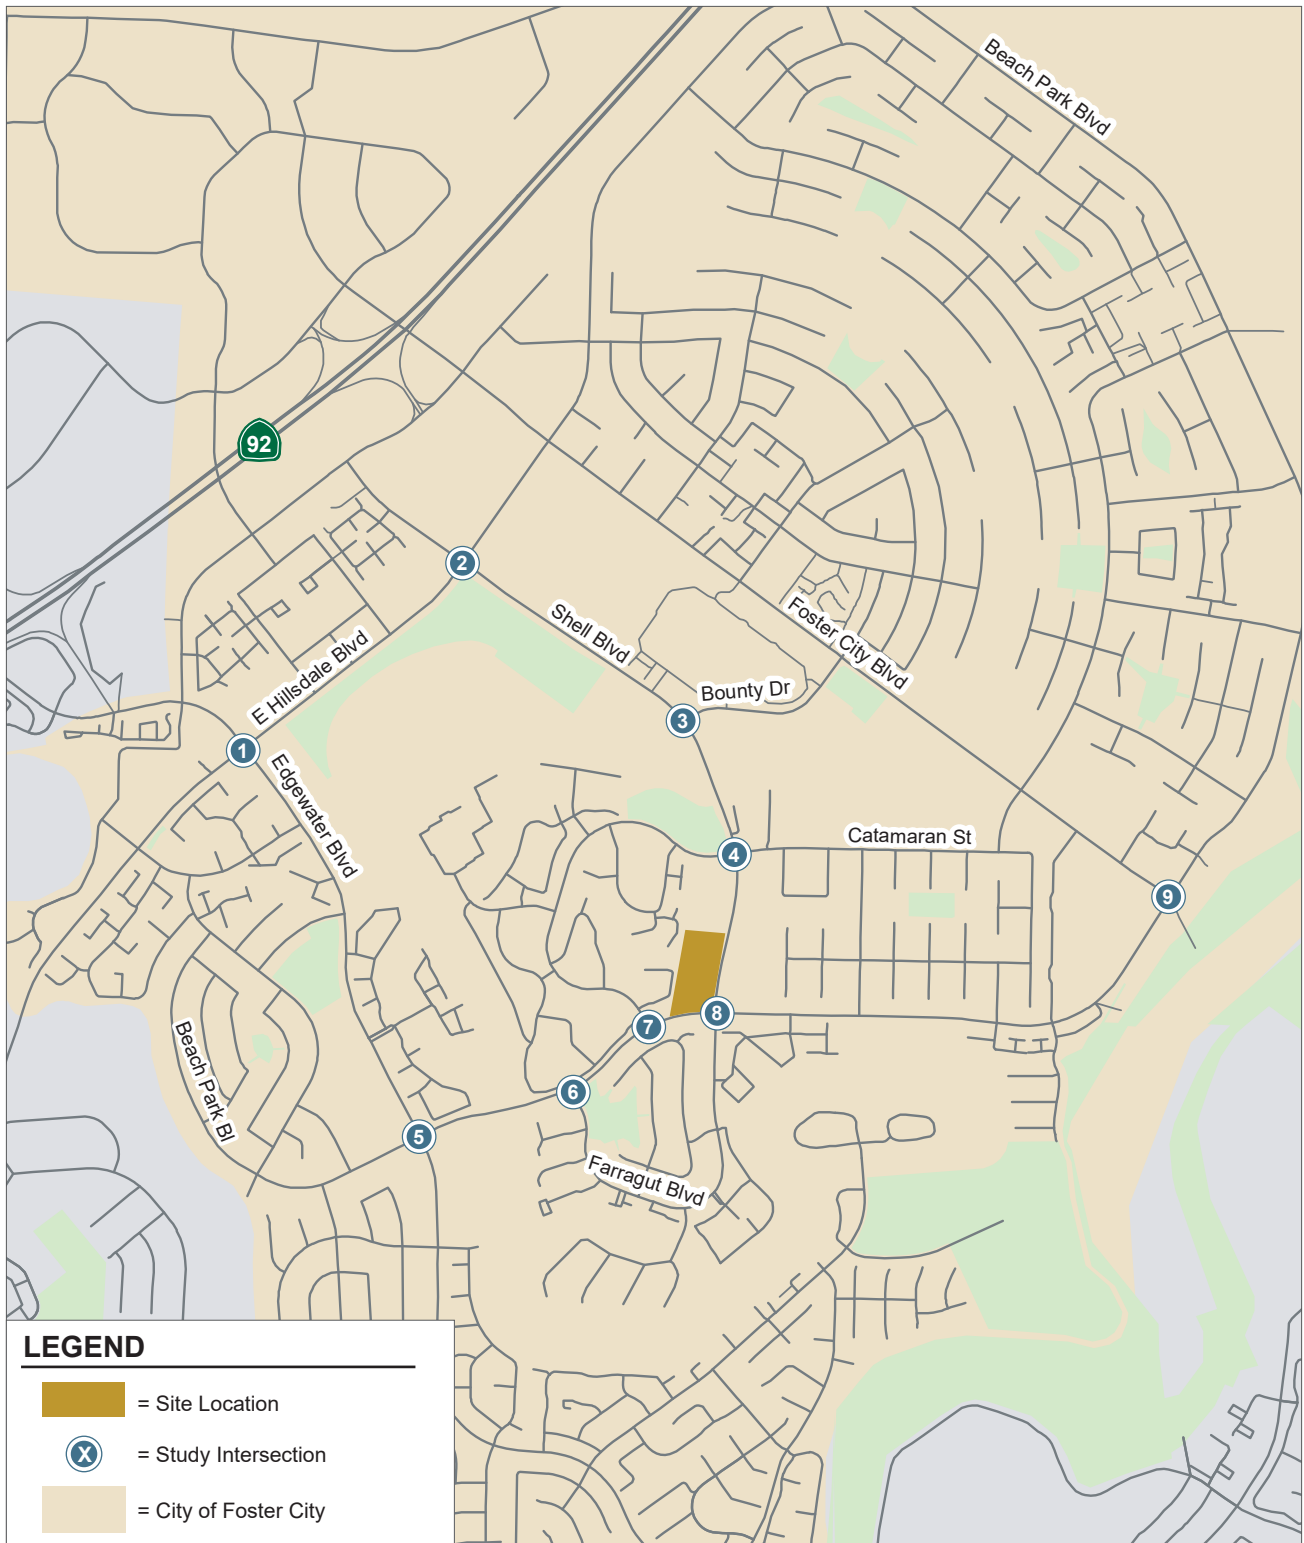 Beach Park Blvd
92
2
Shell Blvd
Foster City Blvd
E Hillsdale Blvd
Bounty Dr
3
1
Edgewater Blvd
Catamaran St
4
9
8
7
Beach Park Bl
6
5
Farragut Blvd
LEGEND
= Site Location
X = Study Intersection
= City of Foster City